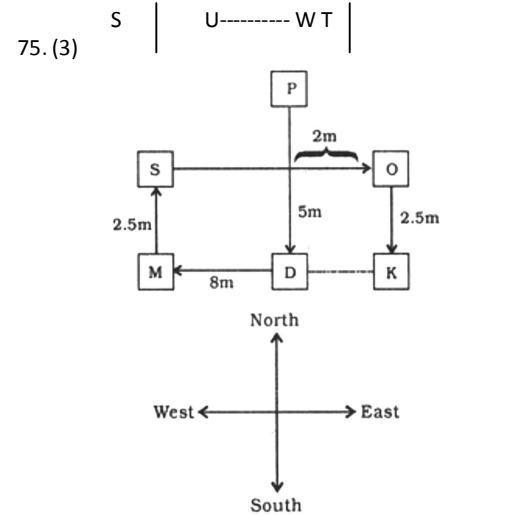 S U---------- W T
75. (3)
P
2m
S O
2.5m 5m 2.5m
M D K
8m
North
West East
South